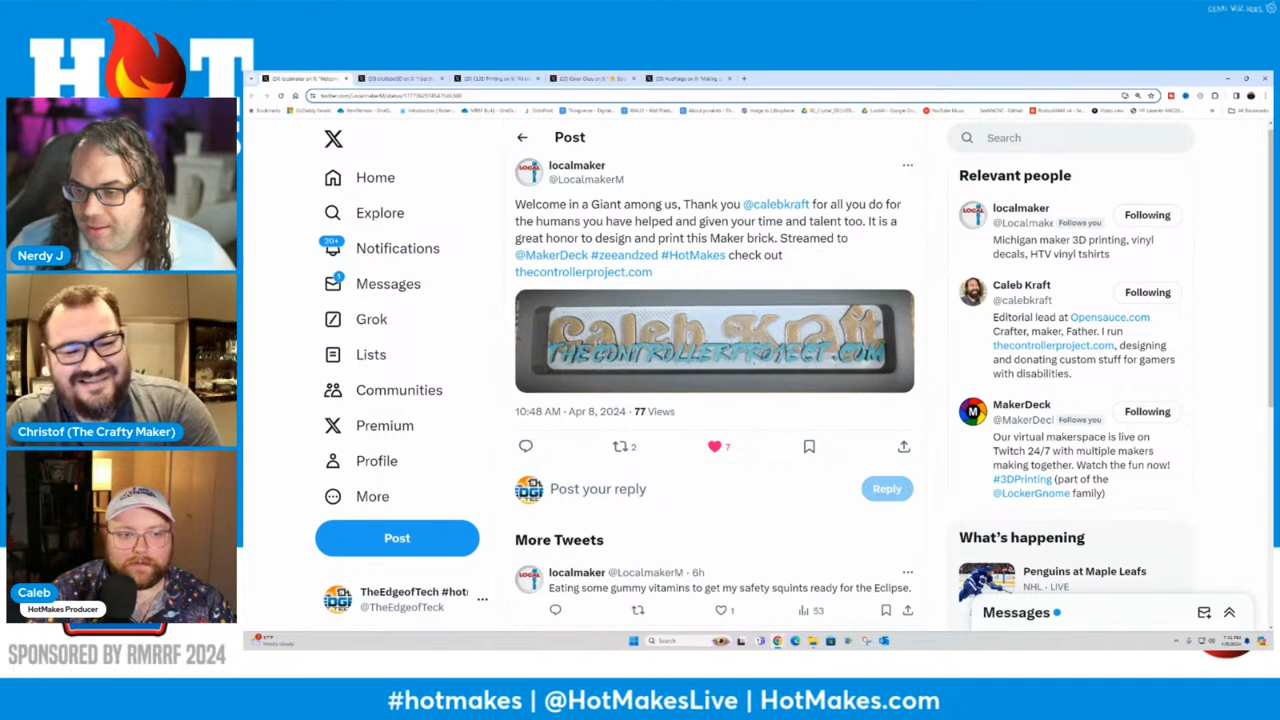 HOT
Nerdy J
Christof (The Crafty Maker)
Caleb
HotMakes Producer
SPONSORED BY RMRRF 2024
Home
Explore
20+
Notifications
1
Messages
Grok
Lists
Communities
Premium
Profile
More
Post
TheEdgeofTech #hot
@TheEdgeofTech
Post
localmaker
@LocalmakerM
Welcome in a Giant among us, Thank you @calebkraft for all you do for
the humans you have helped and given your time and talent too. It is a
great honor to design and print this Maker brick. Streamed to
@MakerDeck #zeeandzed #HotMakes check out
thecontrollerproject.com
Caleb Kraft
THECONTROLLERPROJECT.COM
10:48 AM · Apr 8, 2024 · 77 Views
2
7
Post your reply
Reply
More Tweets
localmaker @LocalmakerM · 6h
Eating some gummy vitamins to get my safety squints ready for the Eclipse.
1
53
Search
Relevant people
localmaker
@Localmake Follows you
Following
Michigan maker 3D printing, vinyl
decals, HTV vinyl tshirts
Caleb Kraft
@calebkraft
Following
Editorial lead at Opensauce.com
Crafter, maker, Father. I run
thecontrollerproject.com, designing
and donating custom stuff for gamers
with disabilities.
MakerDeck
@MakerDecl Follows you
Following
Our virtual makerspace is live on
Twitch 24/7 with multiple makers
making together. Watch the fun now!
#3DPrinting (part of the
@LockerGnome family)
What's happening
Penguins at Maple Leafs
NHL · LIVE
Messages
Search
#hotmakes | @HotMakesLive | HotMakes.com